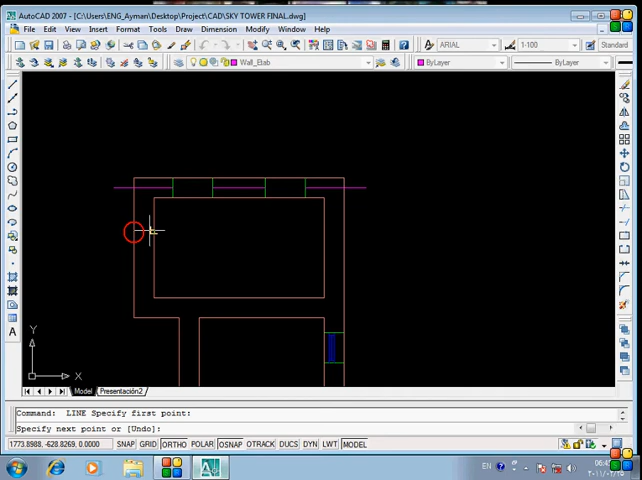 AutoCAD 2007 - [C:\Users\ENG_Ayman\Desktop\Project\CAD\SKY TOWER FINAL.dwg]
File Edit View Insert Format Tools Draw Dimension Modify Window Help
ARIAL 1-100 Standard
Wall_Etab ByLayer ByLayer
Y
X
Model Presentación2
Command: LINE Specify first point:
Specify next point or [Undo]:
1773.8988, -628.8269, 0.0000 SNAP GRID ORTHO POLAR OSNAP OTRACK DUCS DYN LWT MODEL
EN